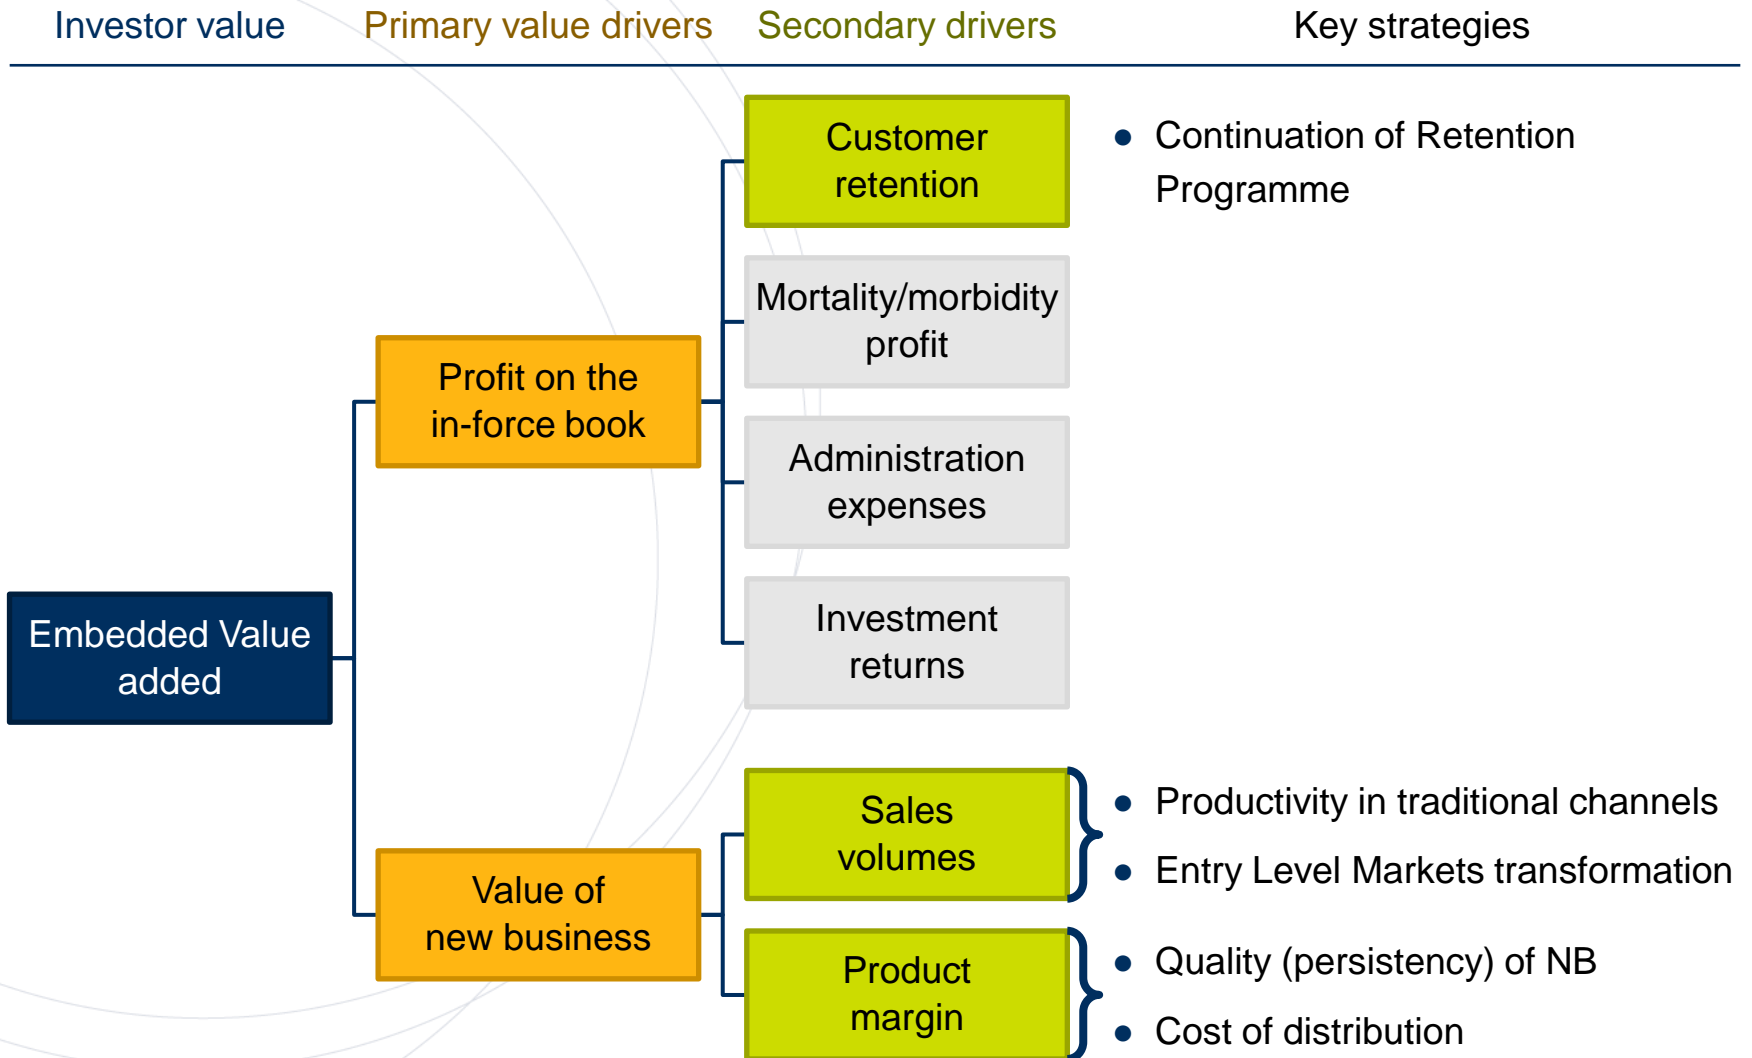 Investor value
Primary value drivers
Secondary drivers
Key strategies
Customer
retention
● Continuation of Retention
Programme
Mortality/morbidity
profit
Profit on the
in-force book
Administration
expenses
Investment
returns
Embedded Value
added
Sales
volumes
● Productivity in traditional channels
● Entry Level Markets transformation
Value of
new business
Product
margin
● Quality (persistency) of NB
● Cost of distribution